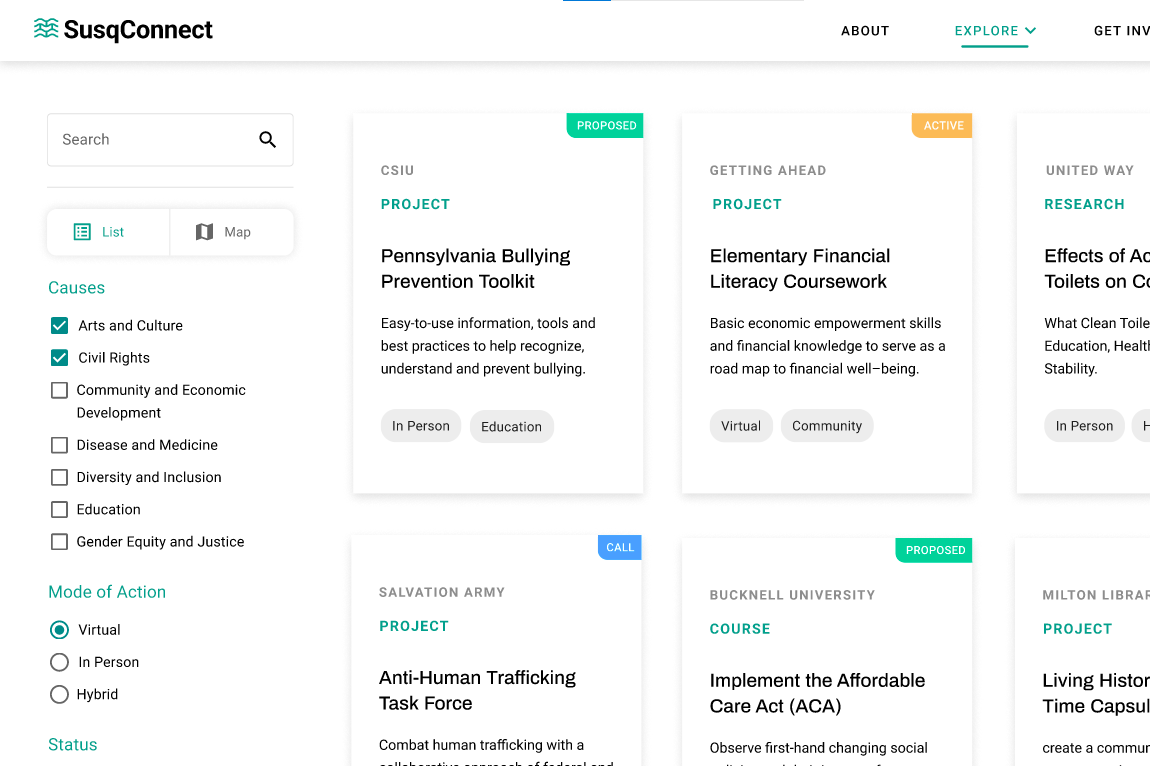 SusqConnect
ABOUT
EXPLORE
GET INV
Search
List
Map
Causes
Arts and Culture
Civil Rights
Community and Economic
Development
Disease and Medicine
Diversity and Inclusion
Education
Gender Equity and Justice
Mode of Action
Virtual
In Person
Hybrid
Status
PROPOSED
CSIU
PROJECT
Pennsylvania Bullying
Prevention Toolkit
Easy-to-use information, tools and
best practices to help recognize,
understand and prevent bullying.
In Person
Education
ACTIVE
GETTING AHEAD
PROJECT
Elementary Financial
Literacy Coursework
Basic economic empowerment skills
and financial knowledge to serve as a
road map to financial well–being.
Virtual
Community
UNITED WAY
RESEARCH
Effects of Ac
Toilets on Co
What Clean Toile
Education, Healt
Stability.
In Person
H
CALL
SALVATION ARMY
PROJECT
Anti-Human Trafficking
Task Force
Combat human trafficking with a
PROPOSED
BUCKNELL UNIVERSITY
COURSE
Implement the Affordable
Care Act (ACA)
Observe first-hand changing social
MILTON LIBRAR
PROJECT
Living Histor
Time Capsul
create a commun